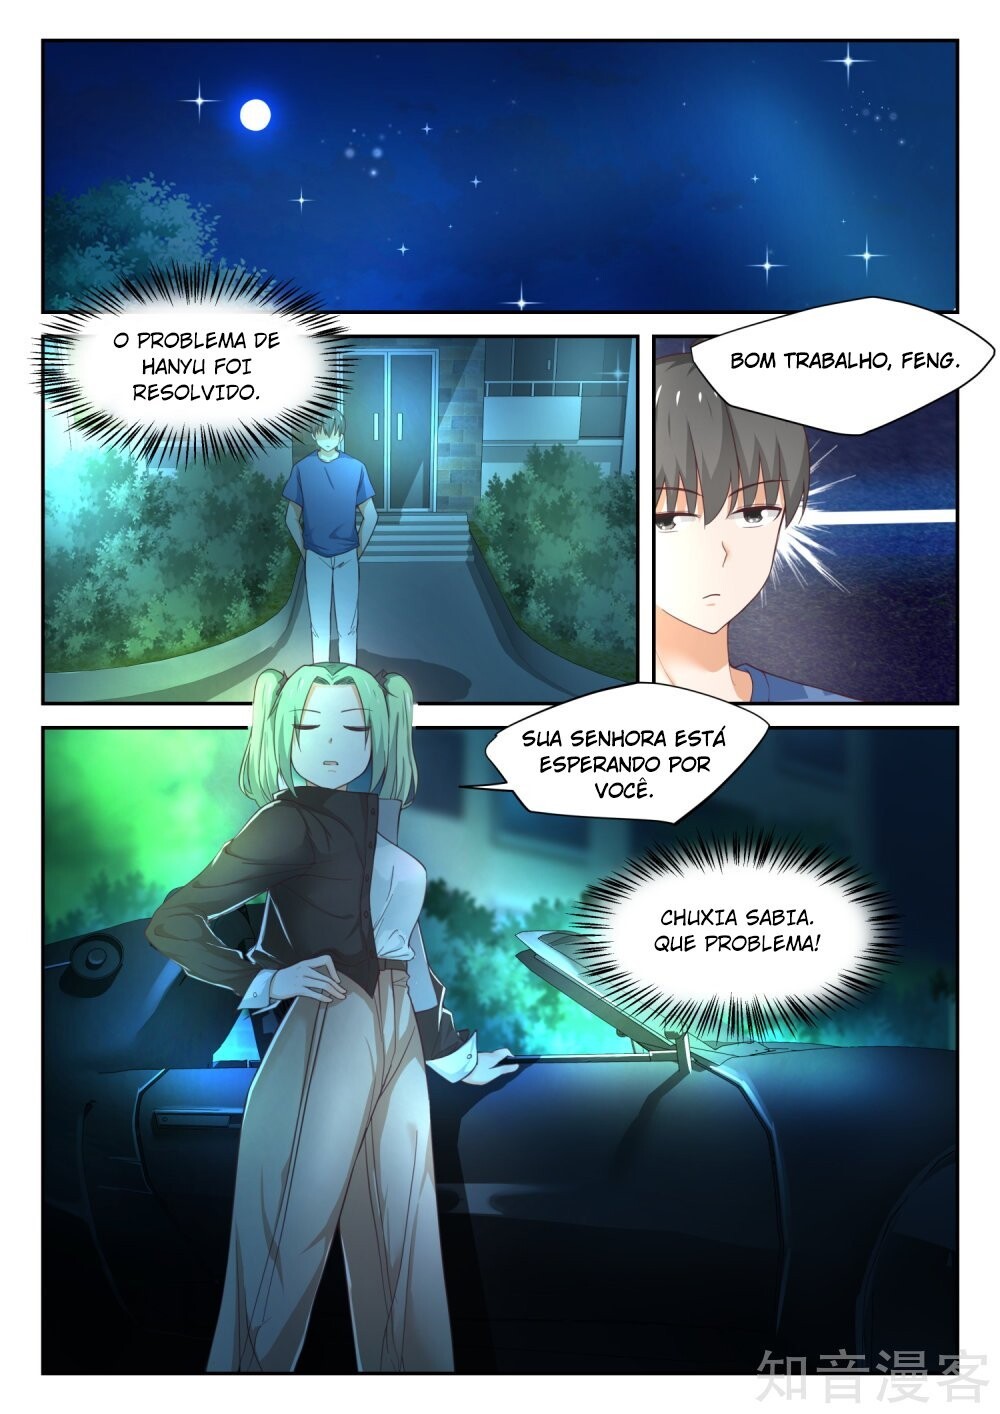 O PROBLEMA DE
HANYU FOI
RESOLVIDO.
BOM TRABALHO, FENG.
SUA SENHORA ESTÁ
ESPERANDO POR
VOCÊ.
CHUXIA SABIA.
QUE PROBLEMA!
知音漫客